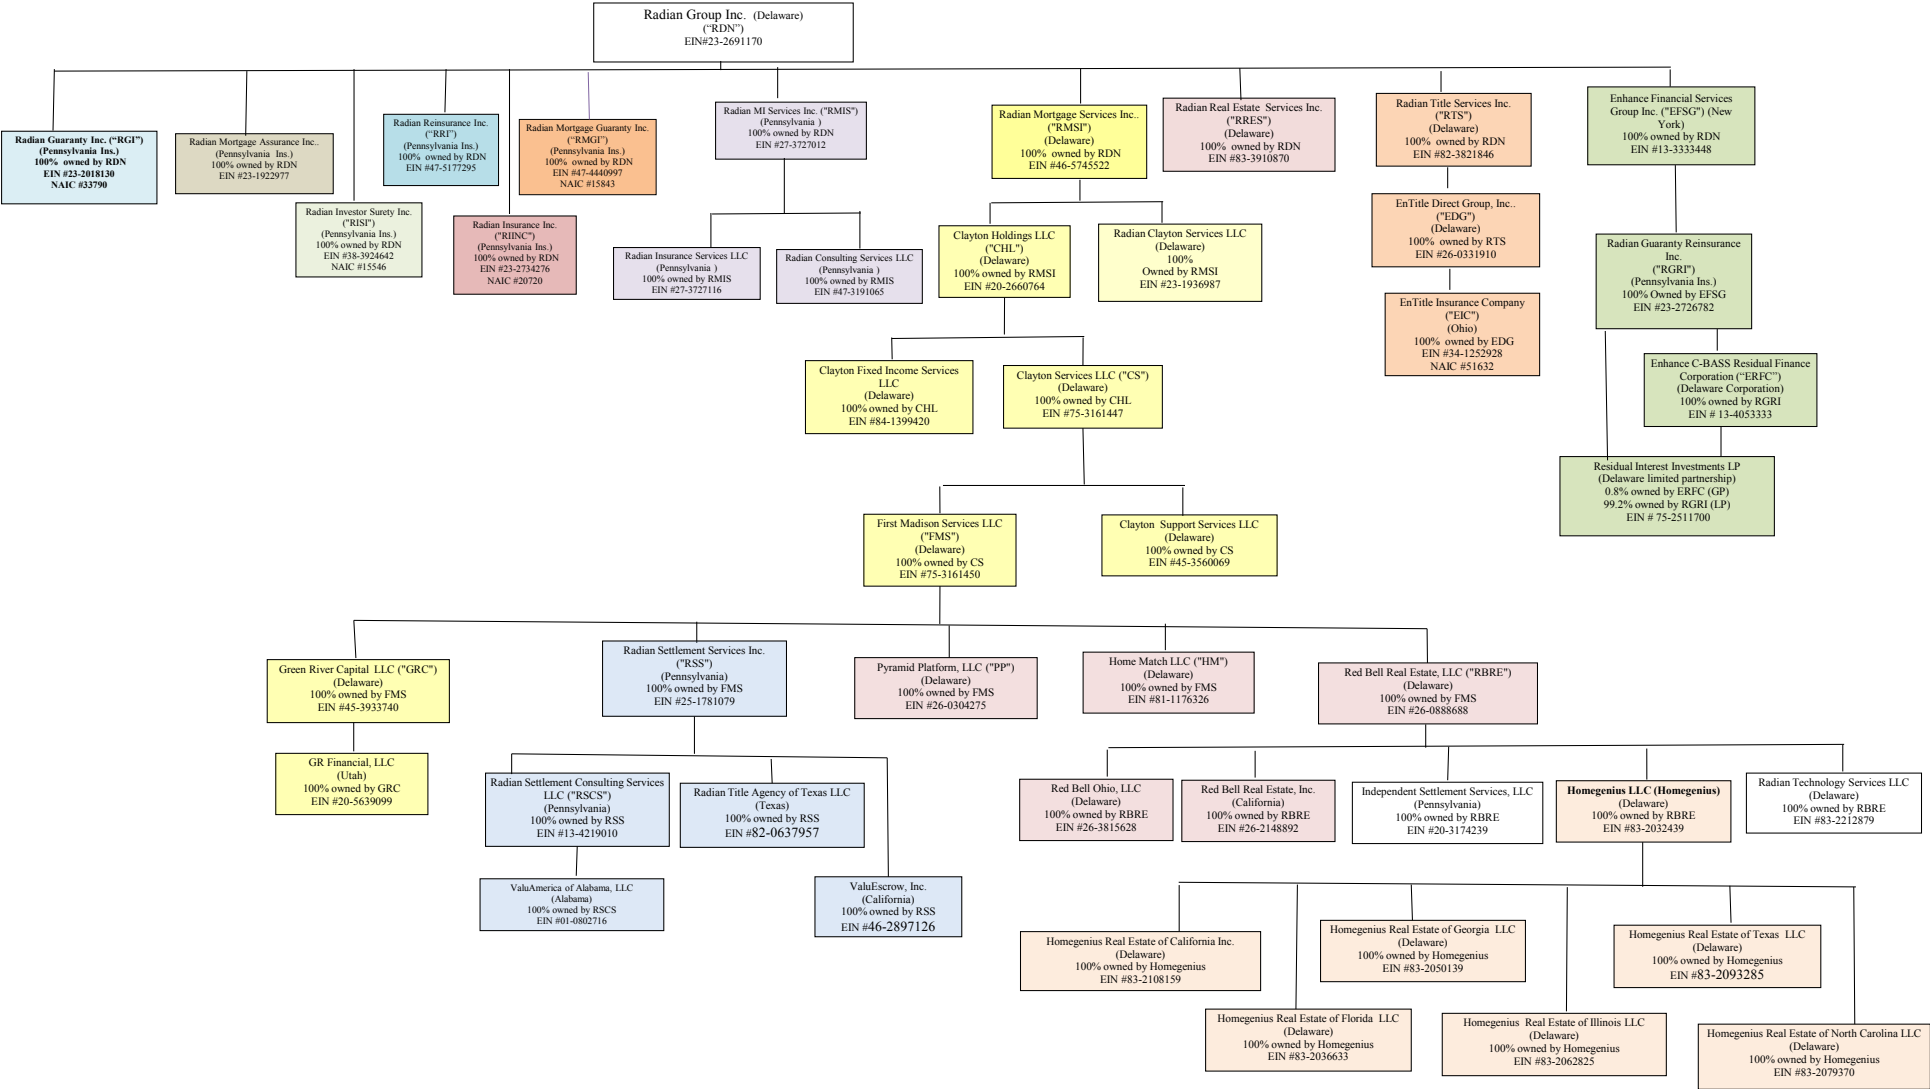 Radian Group Inc. (Delaware)
(“RDN”)
EIN#23-2691170
Radian Guaranty Inc. (“RGI”)
(Pennsylvania Ins.)
100% owned by RDN
EIN #23-2018130
NAIC #33790
Radian Mortgage Assurance Inc..
(Pennsylvania Ins.)
100% owned by RDN
EIN #23-1922977
Radian Investor Surety Inc.
("RISI")
(Pennsylvania Ins.)
100% owned by RDN
EIN #38-3924642
NAIC #15546
Radian Reinsurance Inc.
(“RRI”)
(Pennsylvania Ins.)
100% owned by RDN
EIN #47-5177295
Radian Insurance Inc.
("RIINC")
(Pennsylvania Ins.)
100% owned by RDN
EIN #23-2734276
NAIC #20720
Radian Mortgage Guaranty Inc.
(“RMGI”)
(Pennsylvania Ins.)
100% owned by RDN
EIN #47-4440997
NAIC #15843
Radian MI Services Inc. ("RMIS")
(Pennsylvania )
100% owned by RDN
EIN #27-3727012
Radian Insurance Services LLC
(Pennsylvania )
100% owned by RMIS
EIN #27-3727116
Radian Consulting Services LLC
(Pennsylvania )
100% owned by RMIS
EIN #47-3191065
Radian Mortgage Services Inc..
("RMSI")
(Delaware)
100% owned by RDN
EIN #46-5745522
Clayton Holdings LLC
("CHL")
(Delaware)
100% owned by RMSI
EIN #20-2660764
Radian Clayton Services LLC
(Delaware)
100%
Owned by RMSI
EIN #23-1936987
Radian Real Estate Services Inc.
("RRES")
(Delaware)
100% owned by RDN
EIN #83-3910870
Radian Title Services Inc.
("RTS")
(Delaware)
100% owned by RDN
EIN #82-3821846
EnTitle Direct Group, Inc..
("EDG")
(Delaware)
100% owned by RTS
EIN #26-0331910
EnTitle Insurance Company
("EIC")
(Ohio)
100% owned by EDG
EIN #34-1252928
NAIC #51632
Enhance Financial Services
Group Inc. ("EFSG") (New
York)
100% owned by RDN
EIN #13-3333448
Radian Guaranty Reinsurance
Inc.
("RGRI")
(Pennsylvania Ins.)
100% Owned by EFSG
EIN #23-2726782
Enhance C-BASS Residual Finance
Corporation (“ERFC”)
(Delaware Corporation)
100% owned by RGRI
EIN # 13-4053333
Residual Interest Investments LP
(Delaware limited partnership)
0.8% owned by ERFC (GP)
99.2% owned by RGRI (LP)
EIN # 75-2511700
Clayton Fixed Income Services
LLC
(Delaware)
100% owned by CHL
EIN #84-1399420
Clayton Services LLC ("CS")
(Delaware)
100% owned by CHL
EIN #75-3161447
First Madison Services LLC
("FMS")
(Delaware)
100% owned by CS
EIN #75-3161450
Clayton Support Services LLC
(Delaware)
100% owned by CS
EIN #45-3560069
Green River Capital LLC ("GRC")
(Delaware)
100% owned by FMS
EIN #45-3933740
GR Financial, LLC
(Utah)
100% owned by GRC
EIN #20-5639099
Radian Settlement Services Inc.
("RSS")
(Pennsylvania)
100% owned by FMS
EIN #25-1781079
Radian Settlement Consulting Services
LLC ("RSCS")
(Pennsylvania)
100% owned by RSS
EIN #13-4219010
Radian Title Agency of Texas LLC
(Texas)
100% owned by RSS
EIN #82-0637957
ValuAmerica of Alabama, LLC
(Alabama)
100% owned by RSCS
EIN #01-0802716
ValuEscrow, Inc.
(California)
100% owned by RSS
EIN #46-2897126
Pyramid Platform, LLC ("PP")
(Delaware)
100% owned by FMS
EIN #26-0304275
Home Match LLC ("HM")
(Delaware)
100% owned by FMS
EIN #81-1176326
Red Bell Real Estate, LLC ("RBRE")
(Delaware)
100% owned by FMS
EIN #26-0888688
Red Bell Ohio, LLC
(Delaware)
100% owned by RBRE
EIN #26-3815628
Red Bell Real Estate, Inc.
(California)
100% owned by RBRE
EIN #26-2148892
Independent Settlement Services, LLC
(Pennsylvania)
100% owned by RBRE
EIN #20-3174239
Homegenius LLC (Homegenius)
(Delaware)
100% owned by RBRE
EIN #83-2032439
Radian Technology Services LLC
(Delaware)
100% owned by RBRE
EIN #83-2212879
Homegenius Real Estate of California Inc.
(Delaware)
100% owned by Homegenius
EIN #83-2108159
Homegenius Real Estate of Florida LLC
(Delaware)
100% owned by Homegenius
EIN #83-2036633
Homegenius Real Estate of Georgia LLC
(Delaware)
100% owned by Homegenius
EIN #83-2050139
Homegenius Real Estate of Illinois LLC
(Delaware)
100% owned by Homegenius
EIN #83-2062825
Homegenius Real Estate of Texas LLC
(Delaware)
100% owned by Homegenius
EIN #83-2093285
Homegenius Real Estate of North Carolina LLC
(Delaware)
100% owned by Homegenius
EIN #83-2079370